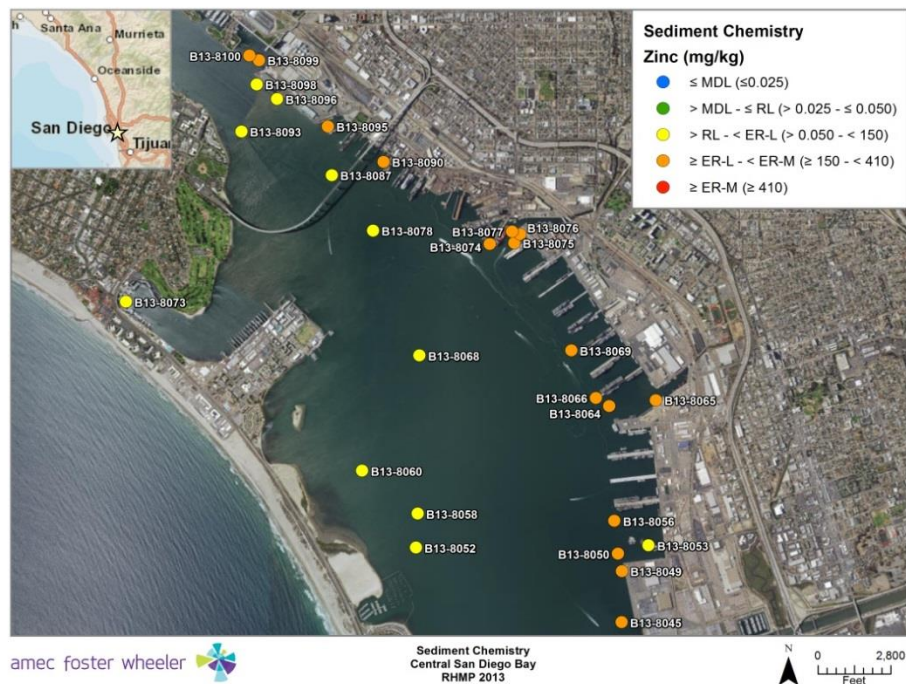 h
Santa Ana
Murrieta
Oceanside
San Diego
Tijuan
B13-8100
B13-8099
B13-8098
B13-8096
B13-8093
B13-8095
B13-8090
B13-8087
B13-8078
B13-8077
B13-8076
B13-8074
B13-8075
B13-8073
B13-8068
B13-8069
B13-8066
B13-8065
B13-8064
B13-8060
B13-8058
B13-8056
B13-8052
B13-8053
B13-8050
B13-8049
B13-8045
Sediment Chemistry
Zinc (mg/kg)
≤ MDL (≤0.025)
> MDL - ≤ RL (> 0.025 - ≤ 0.050)
> RL - < ER-L (> 0.050 - < 150)
≥ ER-L - < ER-M (≥ 150 - < 410)
≥ ER-M (≥ 410)
amec foster wheeler
Sediment Chemistry
Central San Diego Bay
RHMP 2013
N
0 2,800
Feet